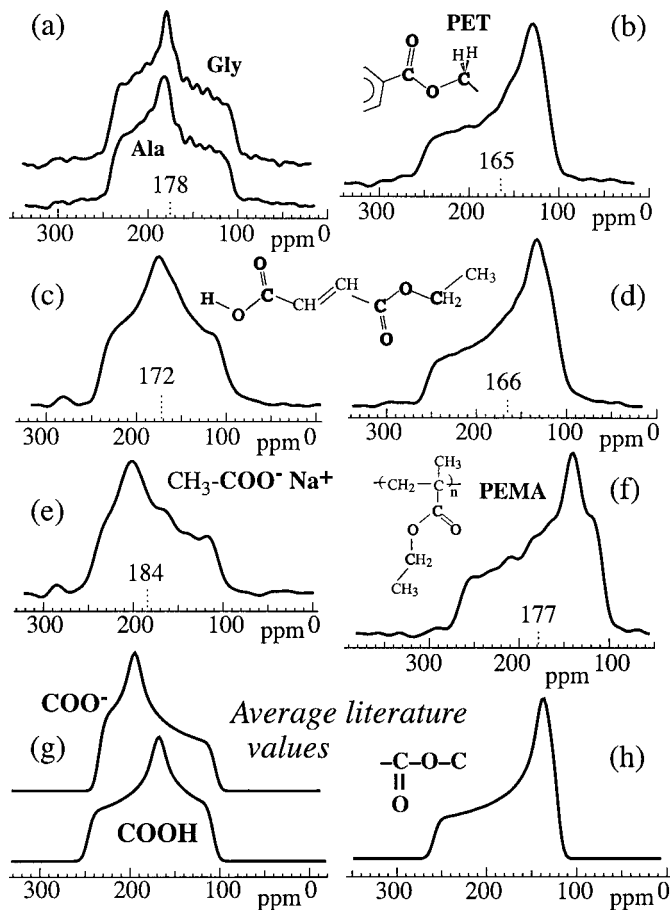 (a)
Gly
Ala
178
300 200 100 0
ppm
PET
(b)
O
H H
C C
O
165
300 200 100 0
ppm
(c)
O
H O C CH CH C O CH2 CH3
O
172
300 200 100 0
ppm
(d)
166
300 200 100 0
ppm
(e)
CH₃-COO⁻ Na⁺
184
300 200 100 0
ppm
CH₃
(CH₂ C)n
PEMA
(f)
C
O O
CH₂
CH₃
177
300 200 100
ppm
COO⁻
(g)
COOH
Average literature
values
300 200 100 0
ppm
–C–O–C
O
(h)
300 200 100 0
ppm